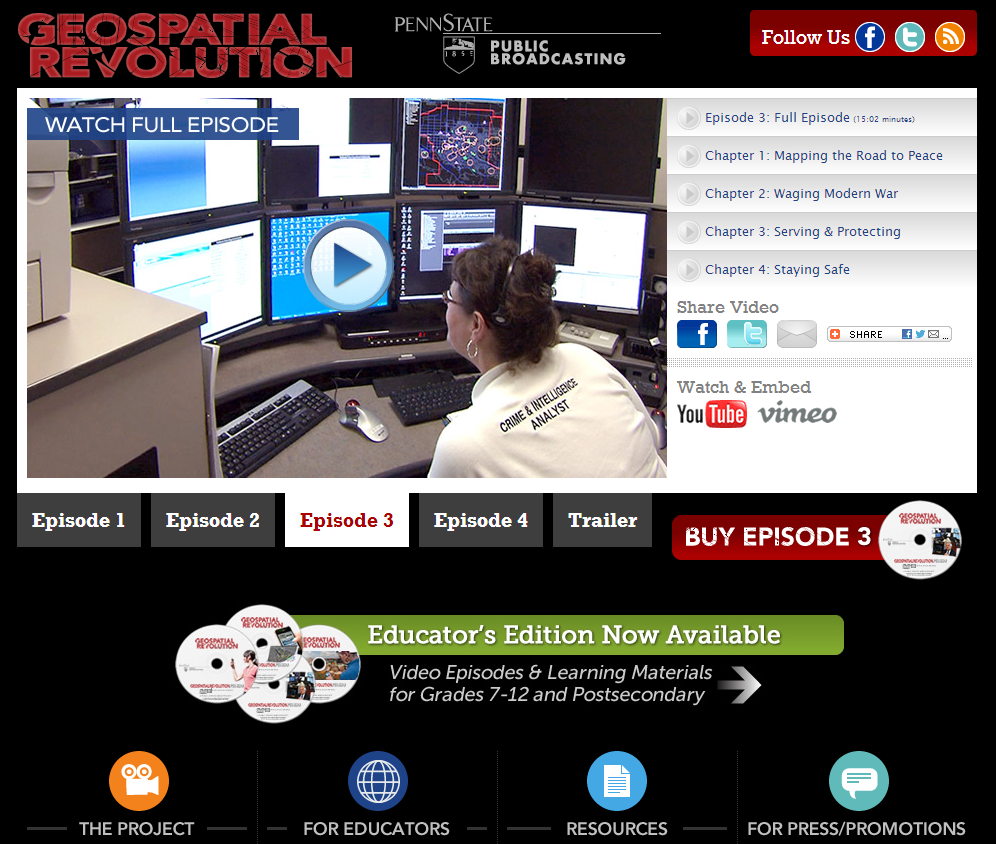 GEOSPATIAL
REVOLUTION
PENNSTATE
1855
PUBLIC
BROADCASTING
Follow Us
WATCH FULL EPISODE
CRIME & INTELLIGENCE
ANALYST
Episode 3: Full Episode (15:02 minutes)
Chapter 1: Mapping the Road to Peace
Chapter 2: Waging Modern War
Chapter 3: Serving & Protecting
Chapter 4: Staying Safe
Share Video
SHARE ...
Watch & Embed
YouTube vimeo
Episode 1
Episode 2
Episode 3
Episode 4
Trailer
BUY EPISODE 3
GEOSPATIAL
REVOLUTION
Educator's Edition Now Available
Video Episodes & Learning Materials
for Grades 7-12 and Postsecondary
GEOSPATIAL
REVOLUTION
GEOSPATIAL
REVOLUTION
THE PROJECT
FOR EDUCATORS
RESOURCES
FOR PRESS/PROMOTIONS